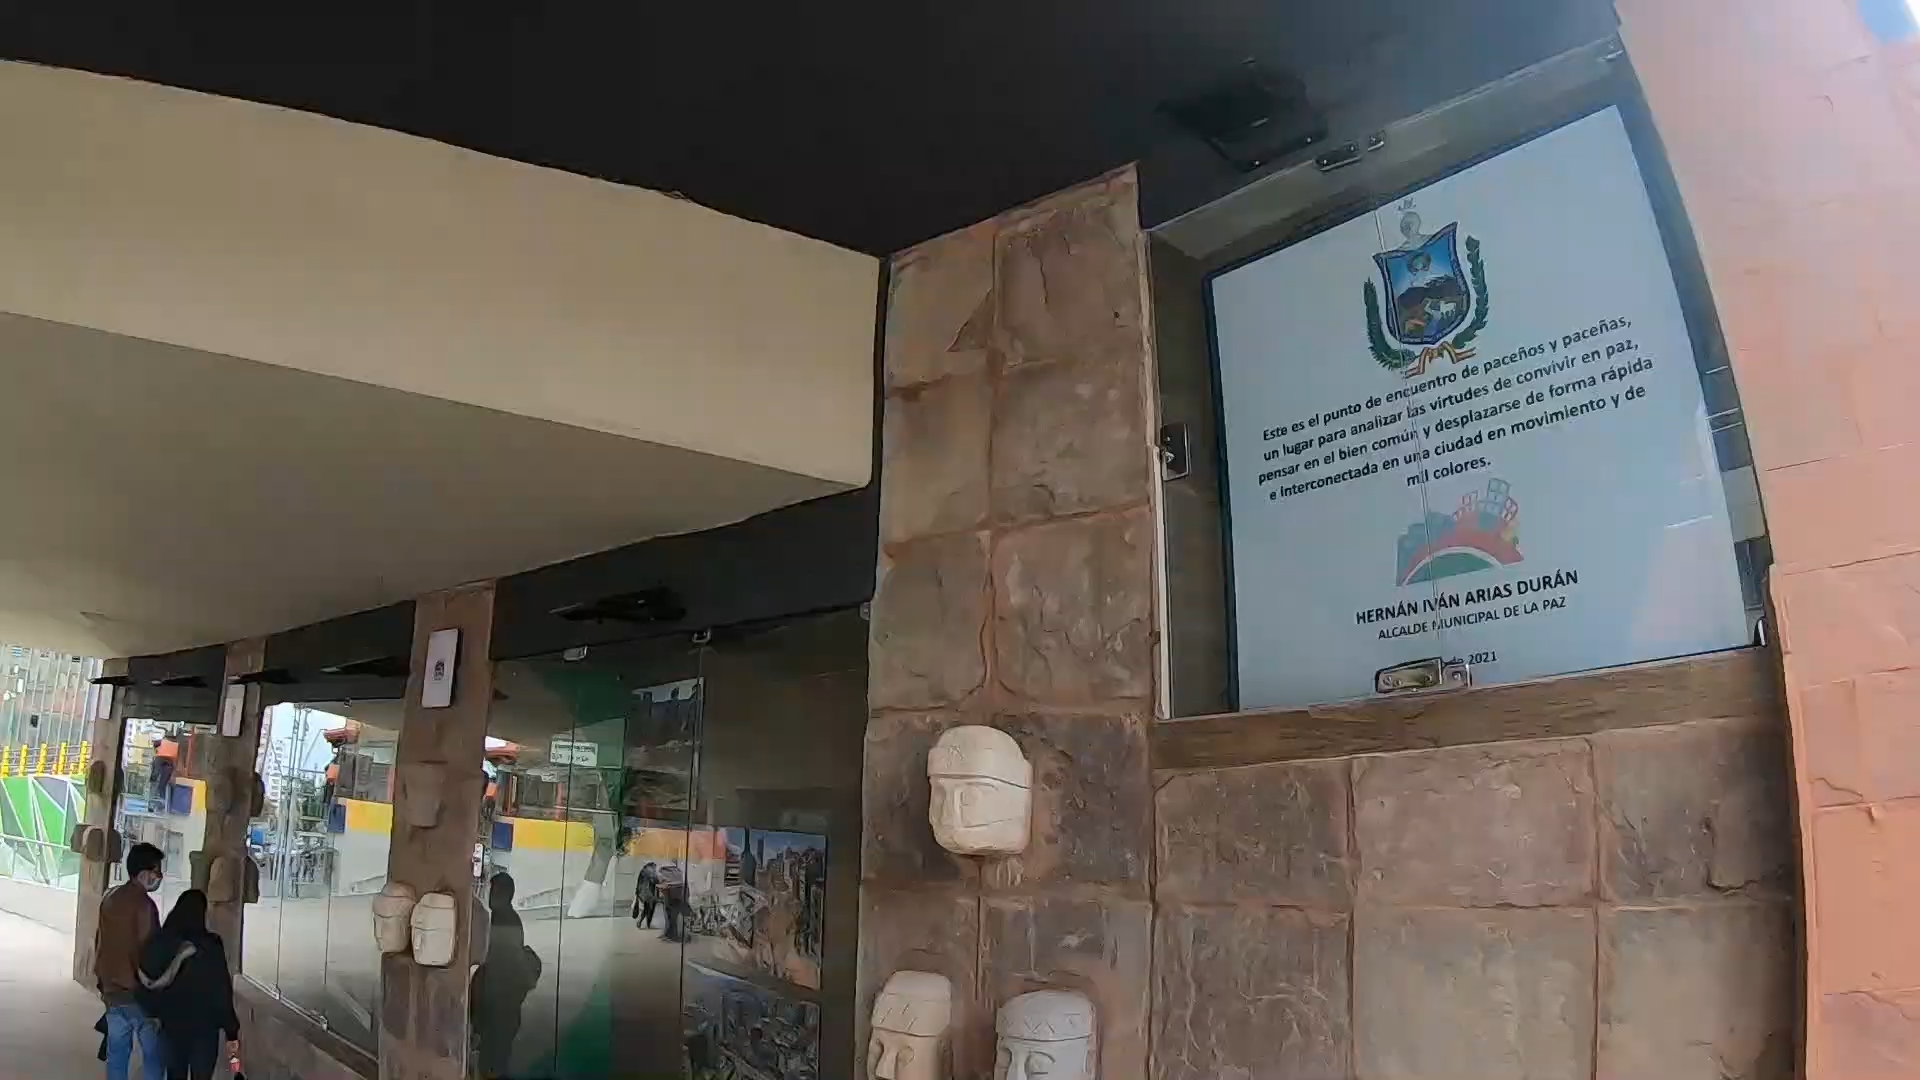 Este es el punto de encuentro de paceños y paceñas,
un lugar para analizar las virtudes de convivir en paz,
pensar en el bien común y desplazarse de forma rápida
e interconectada en una ciudad en movimiento y de
mil colores.
HERNÁN IVÁN ARIAS DURÁN
ALCALDE MUNICIPAL DE LA PAZ
de 2021